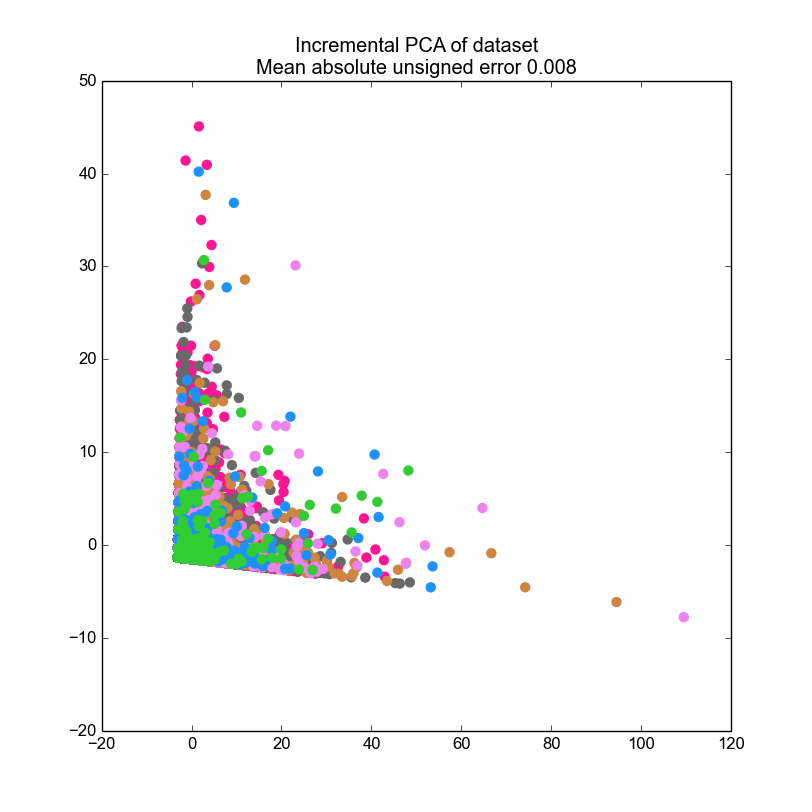 Incremental PCA of dataset
Mean absolute unsigned error 0.008
50
40
30
20
10
0
−10
−20
−20 0 20 40 60 80 100 120